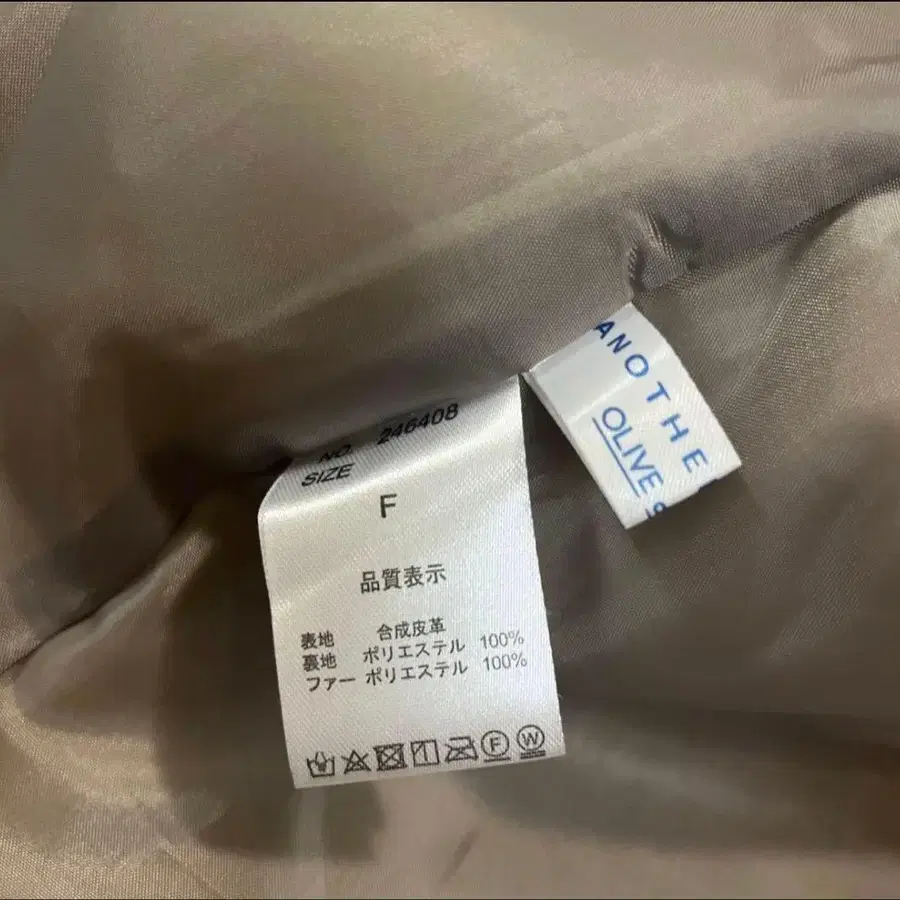 NO. 246408
SIZE
F
品質表示
表地 合成皮革
裏地 ポリエステル 100%
ファー ポリエステル 100%
F W
ANOTHE
OLIVE